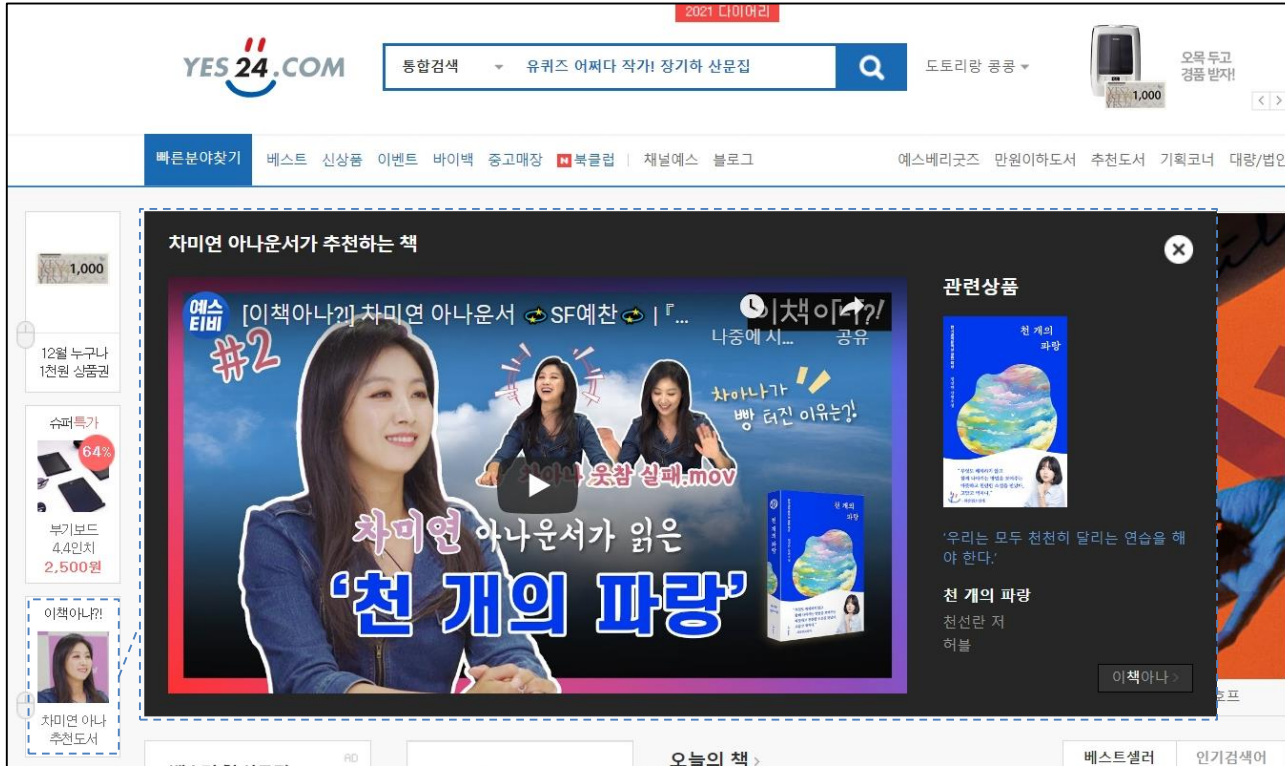 2021 다이어리
YES 24.COM
통합검색
유퀴즈 어쩌다 작가! 장기하 산문집
도토리랑 콩콩
1,000
오목 두고
경품 받자!
빠른분야찾기
베스트 신상품 이벤트 바이백 중고매장 N 북클럽 채널예스 블로그
예스베리굿즈 만원이하도서 추천도서 기획코너 대량/법인
1,000
12월 누구나
1천원 상품권
슈퍼특가
64%
부기보드
4.4인치
2,500원
이책아나?!
차미연 아나
추천도서
차미연 아나운서가 추천하는 책
예스
티비
[이책아나?!] 차미연 아나운서 SF예찬 | 『...
이책아나?!
나중에 시...
공유
#2
차아나가
빵 터진 이유는?!
차아나 웃참 실패.mov
차미연 아나운서가 읽은
‘천 개의 파랑’
천 개의
파랑
관련상품
천 개의
파랑
'우리는 모두 천천히 달리는 연습을 해
야 한다.'
천 개의 파랑
천선란 저
허블
이책아나 >
호프
AD
오늘의 책 >
베스트셀러
인기검색어